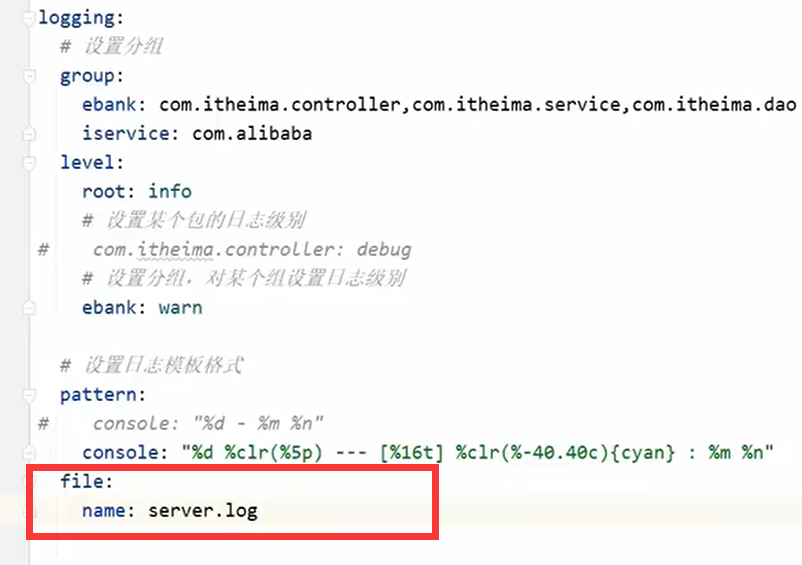 logging:
# 设置分组
group:
ebank: com.itheima.controller,com.itheima.service,com.itheima.dao
iservice: com.alibaba
level:
root: info
# 设置某个包的日志级别
# com.itheima.controller: debug
# 设置分组，对某个组设置日志级别
ebank: warn
# 设置日志模板格式
pattern:
# console: "%d - %m %n"
console: "%d %clr(%5p) --- [%16t] %clr(%-40.40c){cyan} : %m %n"
file:
name: server.log